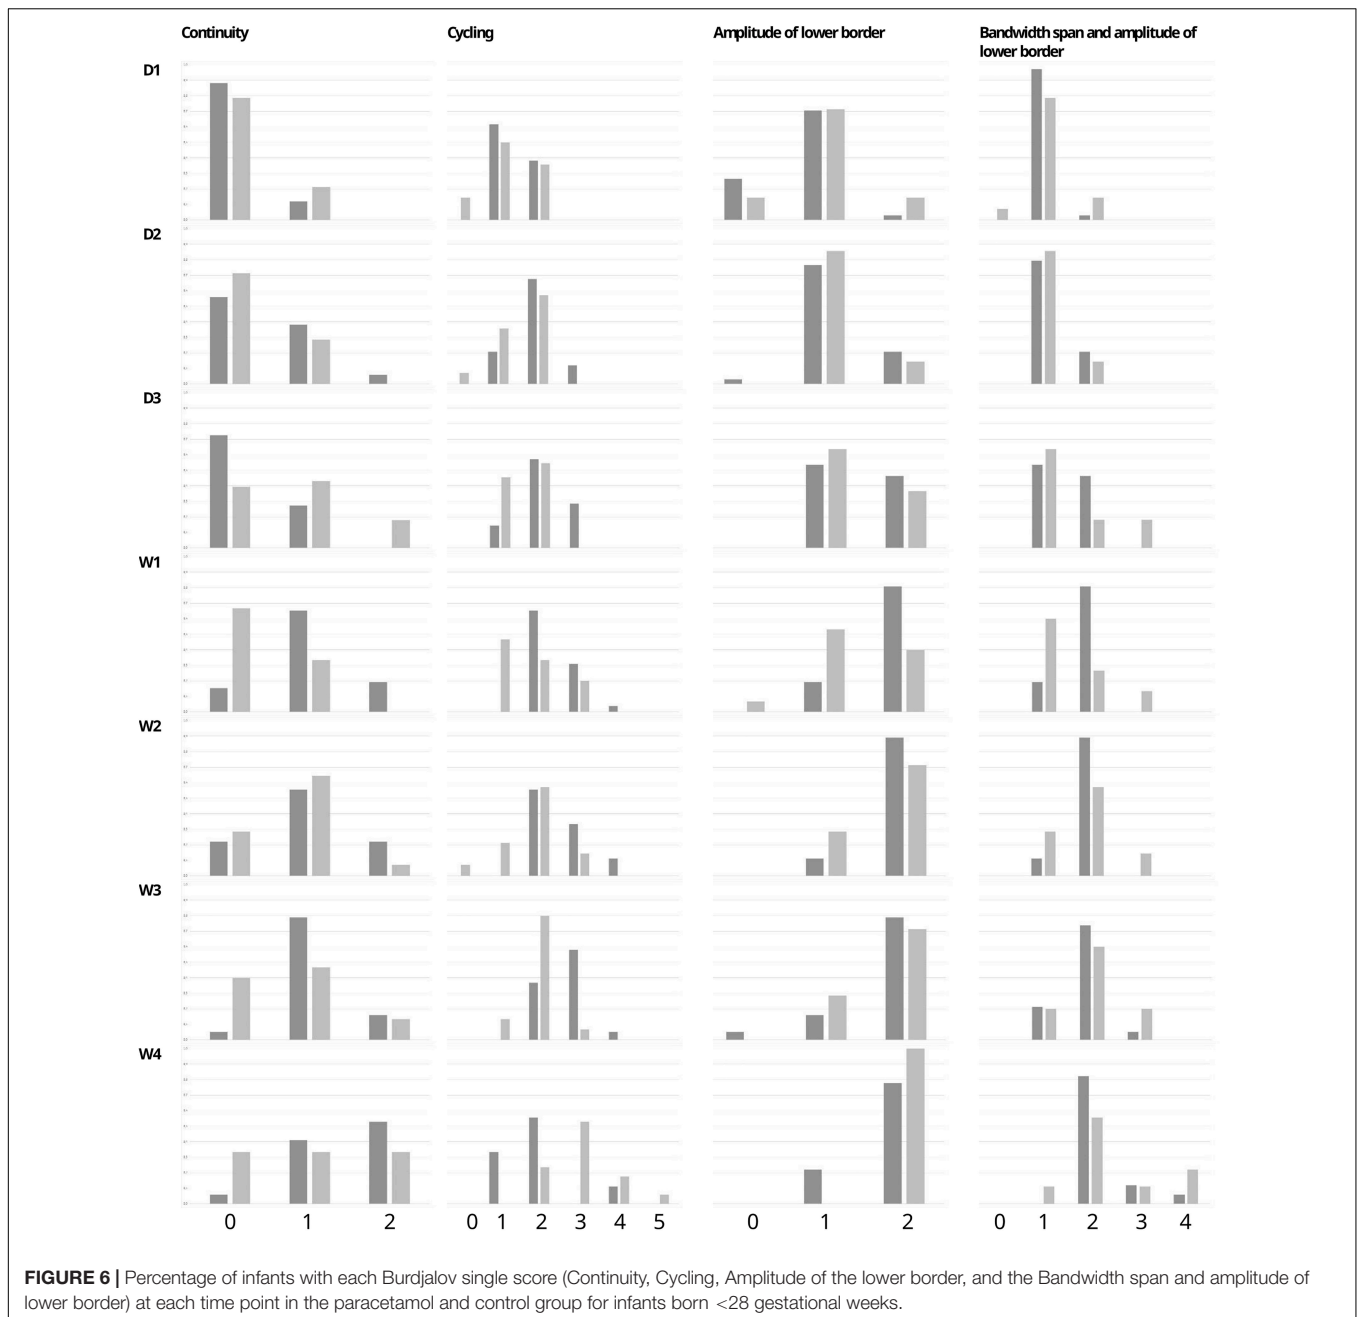 Continuity Cycling Amplitude of lower border Bandwidth span and amplitude of
lower border
D1
D2
D3
W1
W2
W3
W4
0 1 2 0 1 2 3 4 5 0 1 2 0 1 2 3 4
FIGURE 6 | Percentage of infants with each Burdjalov single score (Continuity, Cycling, Amplitude of the lower border, and the Bandwidth span and amplitude of
lower border) at each time point in the paracetamol and control group for infants born <28 gestational weeks.